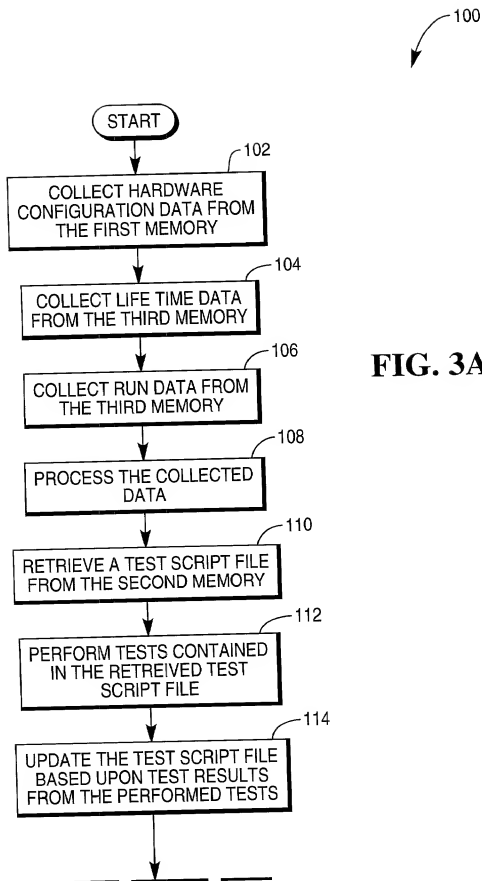 100
START
102
COLLECT HARDWARE
CONFIGURATION DATA FROM
THE FIRST MEMORY
104
COLLECT LIFE TIME DATA
FROM THE THIRD MEMORY
106
COLLECT RUN DATA FROM
THE THIRD MEMORY
FIG. 3A
108
PROCESS THE COLLECTED
DATA
110
RETRIEVE A TEST SCRIPT FILE
FROM THE SECOND MEMORY
112
PERFORM TESTS CONTAINED
IN THE RETREIVED TEST
SCRIPT FILE
114
UPDATE THE TEST SCRIPT FILE
BASED UPON TEST RESULTS
FROM THE PERFORMED TESTS